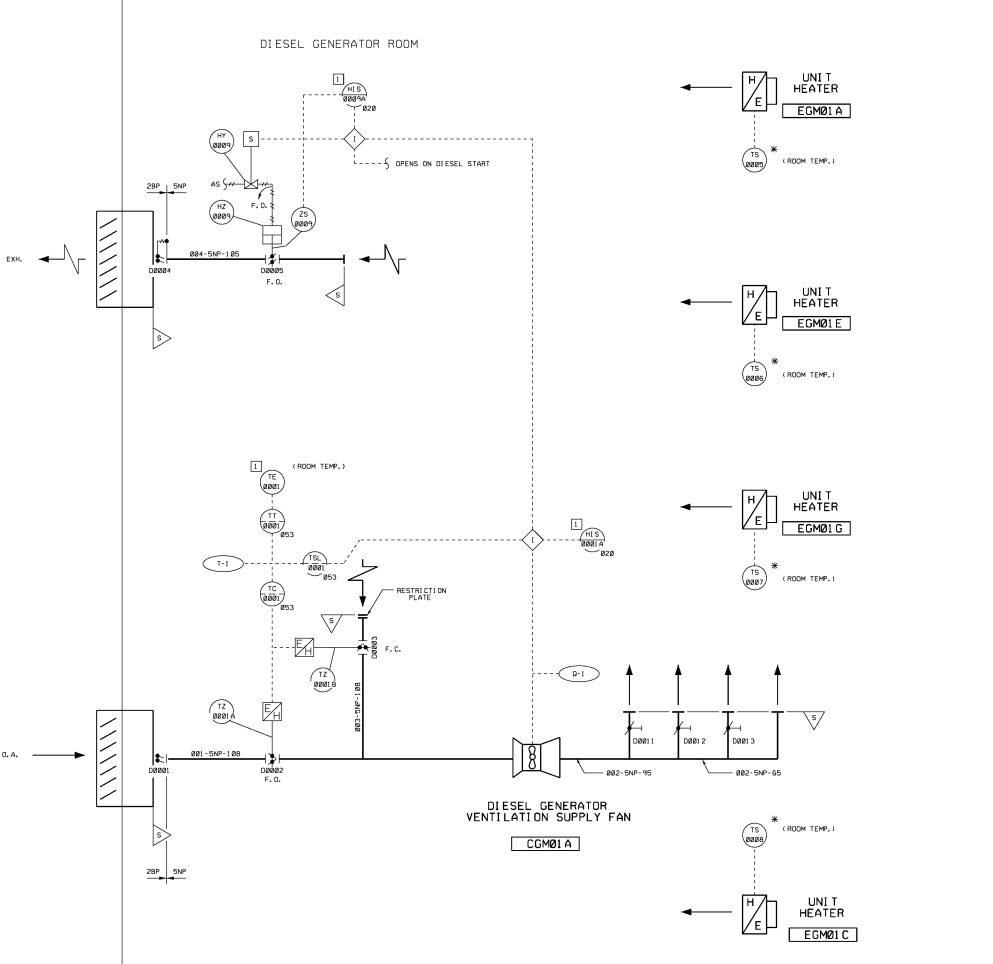 DIESEL GENERATOR ROOM
1
HIS
0009A
020
HY
0009
S
I
OPENS ON DIESEL START
AS
F.O.
2BP 5NP
HZ
0009
ZS
0009
EXH.
004-5NP-105
D0004
D0005
F.O.
S
S
H
E
UNIT
HEATER
EGM01A
TS
0005
*
(ROOM TEMP.)
H
E
UNIT
HEATER
EGM01E
TS
0006
*
(ROOM TEMP.)
1
(ROOM TEMP.)
TE
0001
TT
0001
053
T-1
TSL
0001
053
TC
0001
053
I
1
HIS
0001A
020
H
E
UNIT
HEATER
EGM01G
TS
0007
*
(ROOM TEMP.)
RESTRICTION
PLATE
S
E
H
D0003
F.C.
TZ
0001B
003-5NP-108
TZ
0001A
E
H
Q-1
O.A.
001-5NP-108
D0001
D0002
F.O.
D0011
D0012
D0013
S
002-5NP-95
002-5NP-65
S
2BP 5NP
DIESEL GENERATOR
VENTILATION SUPPLY FAN
CGM01A
TS
0008
*
(ROOM TEMP.)
H
E
UNIT
HEATER
EGM01C